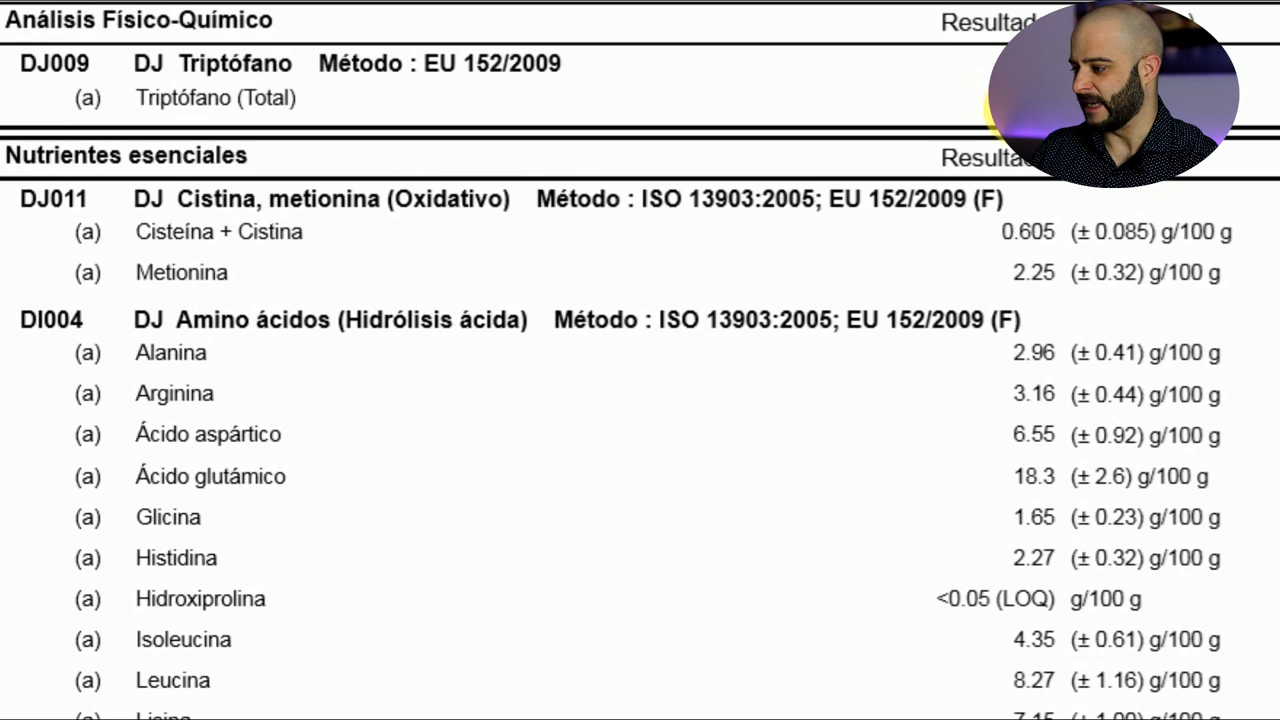 Análisis Físico-Químico
DJ009 DJ Triptófano Método : EU 152/2009
(a) Triptófano (Total)
Nutrientes esenciales
DJ011 DJ Cistina, metionina (Oxidativo) Método : ISO 13903:2005; EU 152/2009 (F)
(a) Cisteína + Cistina 0.605 (± 0.085) g/100 g
(a) Metionina 2.25 (± 0.32) g/100 g
DI004 DJ Amino ácidos (Hidrólisis ácida) Método : ISO 13903:2005; EU 152/2009 (F)
(a) Alanina 2.96 (± 0.41) g/100 g
(a) Arginina 3.16 (± 0.44) g/100 g
(a) Ácido aspártico 6.55 (± 0.92) g/100 g
(a) Ácido glutámico 18.3 (± 2.6) g/100 g
(a) Glicina 1.65 (± 0.23) g/100 g
(a) Histidina 2.27 (± 0.32) g/100 g
(a) Hidroxiprolina <0.05 (LOQ) g/100 g
(a) Isoleucina 4.35 (± 0.61) g/100 g
(a) Leucina 8.27 (± 1.16) g/100 g